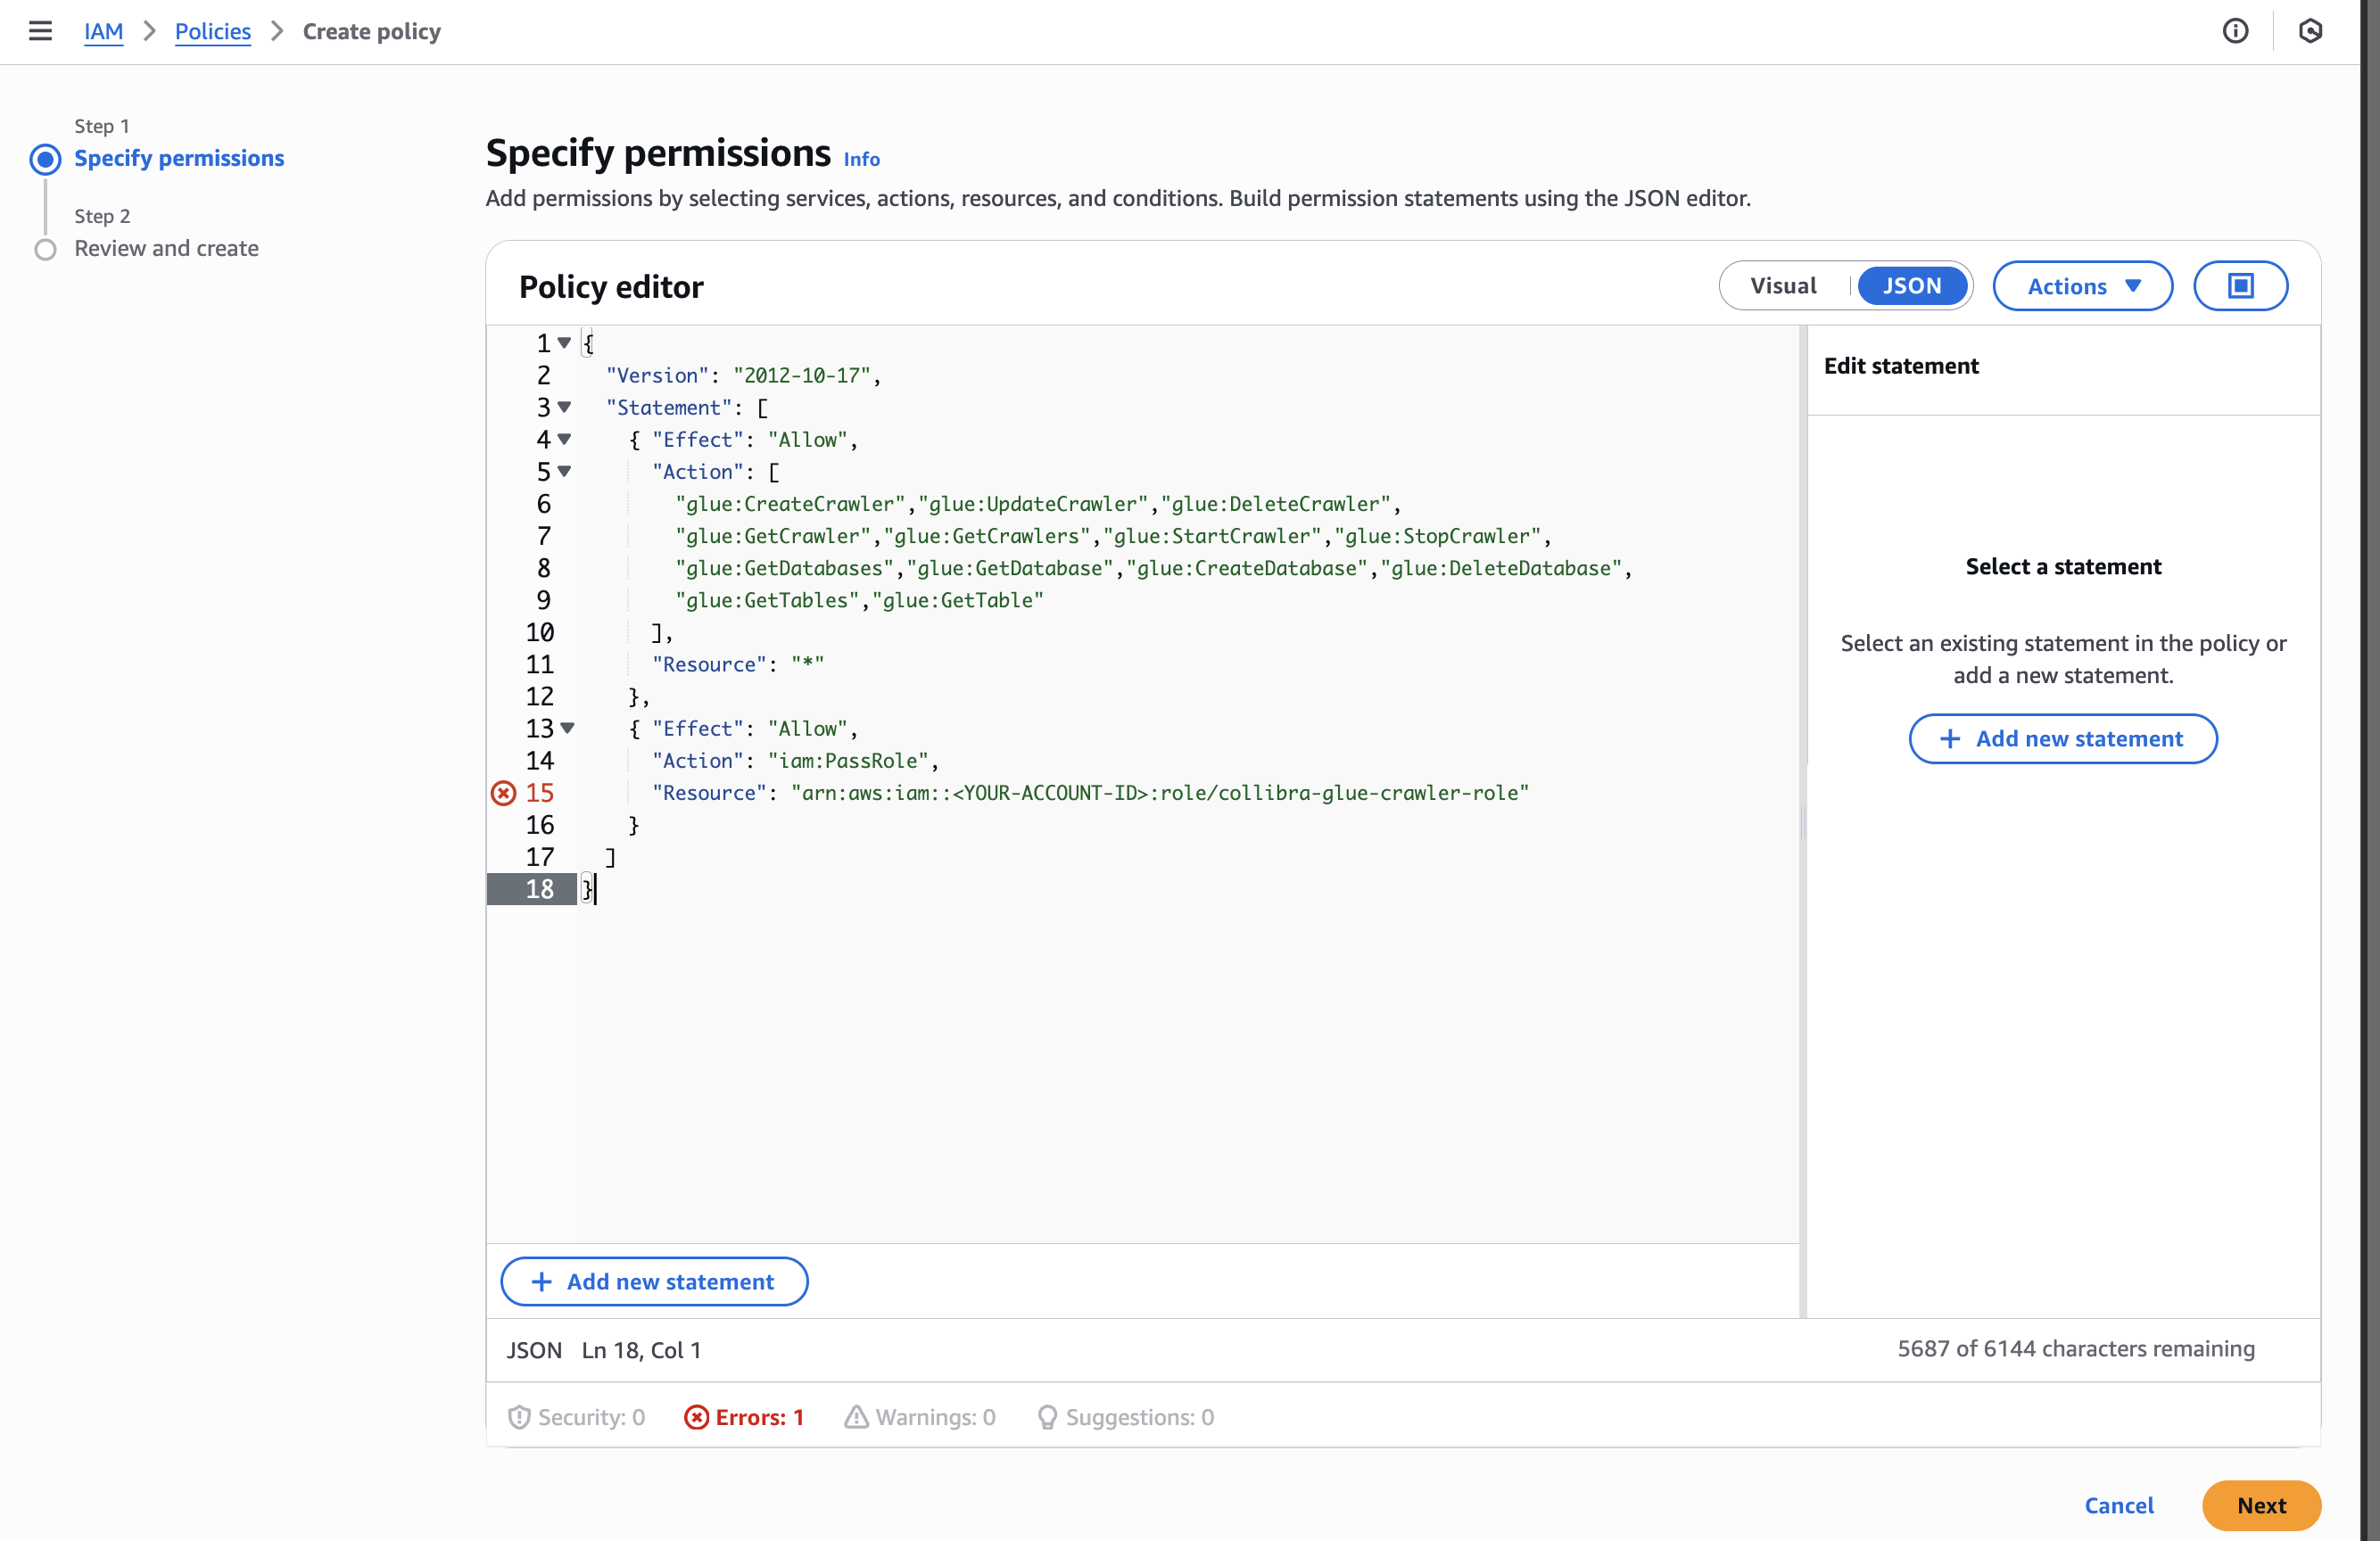 IAM > Policies > Create policy
Step 1
Specify permissions
Step 2
Review and create
Specify permissions Info
Add permissions by selecting services, actions, resources, and conditions. Build permission statements using the JSON editor.
Policy editor
Visual | JSON
Actions
1 {
2 "Version": "2012-10-17",
3 "Statement": [
4 { "Effect": "Allow",
5 "Action": [
6 "glue:CreateCrawler","glue:UpdateCrawler","glue:DeleteCrawler",
7 "glue:GetCrawler","glue:GetCrawlers","glue:StartCrawler","glue:StopCrawler",
8 "glue:GetDatabases","glue:GetDatabase","glue:CreateDatabase","glue:DeleteDatabase",
9 "glue:GetTables","glue:GetTable"
10 ],
11 "Resource": "*"
12 },
13 { "Effect": "Allow",
14 "Action": "iam:PassRole",
15 "Resource": "arn:aws:iam::<YOUR-ACCOUNT-ID>:role/collibra-glue-crawler-role"
16 }
17 ]
18 }
+ Add new statement
Edit statement
Select a statement
Select an existing statement in the policy or
add a new statement.
+ Add new statement
JSON Ln 18, Col 1
5687 of 6144 characters remaining
Security: 0 Errors: 1 Warnings: 0 Suggestions: 0
Cancel Next